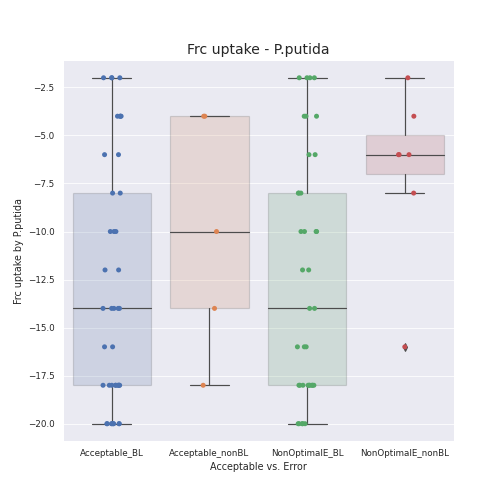 Frc uptake - P.putida
Frc uptake by P.putida
−2.5
−5.0
−7.5
−10.0
−12.5
−15.0
−17.5
−20.0
Acceptable_BL
Acceptable_nonBL
NonOptimalE_BL
NonOptimalE_nonBL
Acceptable vs. Error